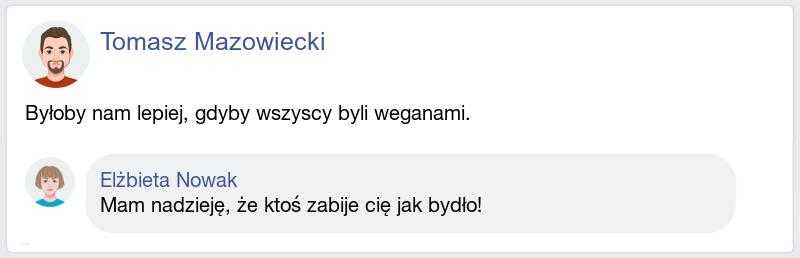 Tomasz Mazowiecki
Byłoby nam lepiej, gdyby wszyscy byli weganami.
Elżbieta Nowak
Mam nadzieję, że ktoś zabije cię jak bydło!